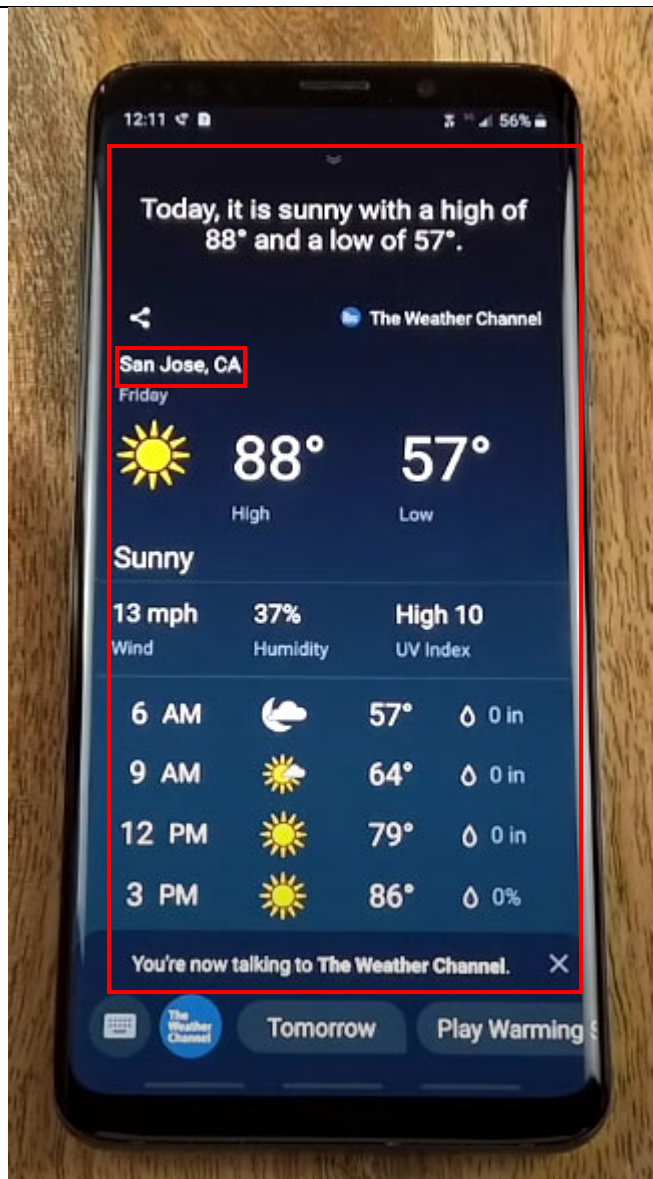 12:11 56%
Today, it is sunny with a high of
88° and a low of 57°.
The Weather Channel
San Jose, CA
Friday
88° 57°
High Low
Sunny
13 mph 37% High 10
Wind Humidity UV Index
6 AM 57° 0 in
9 AM 64° 0 in
12 PM 79° 0 in
3 PM 86° 0%
You're now talking to The Weather Channel.
The
Weather
Channel
Tomorrow Play Warming